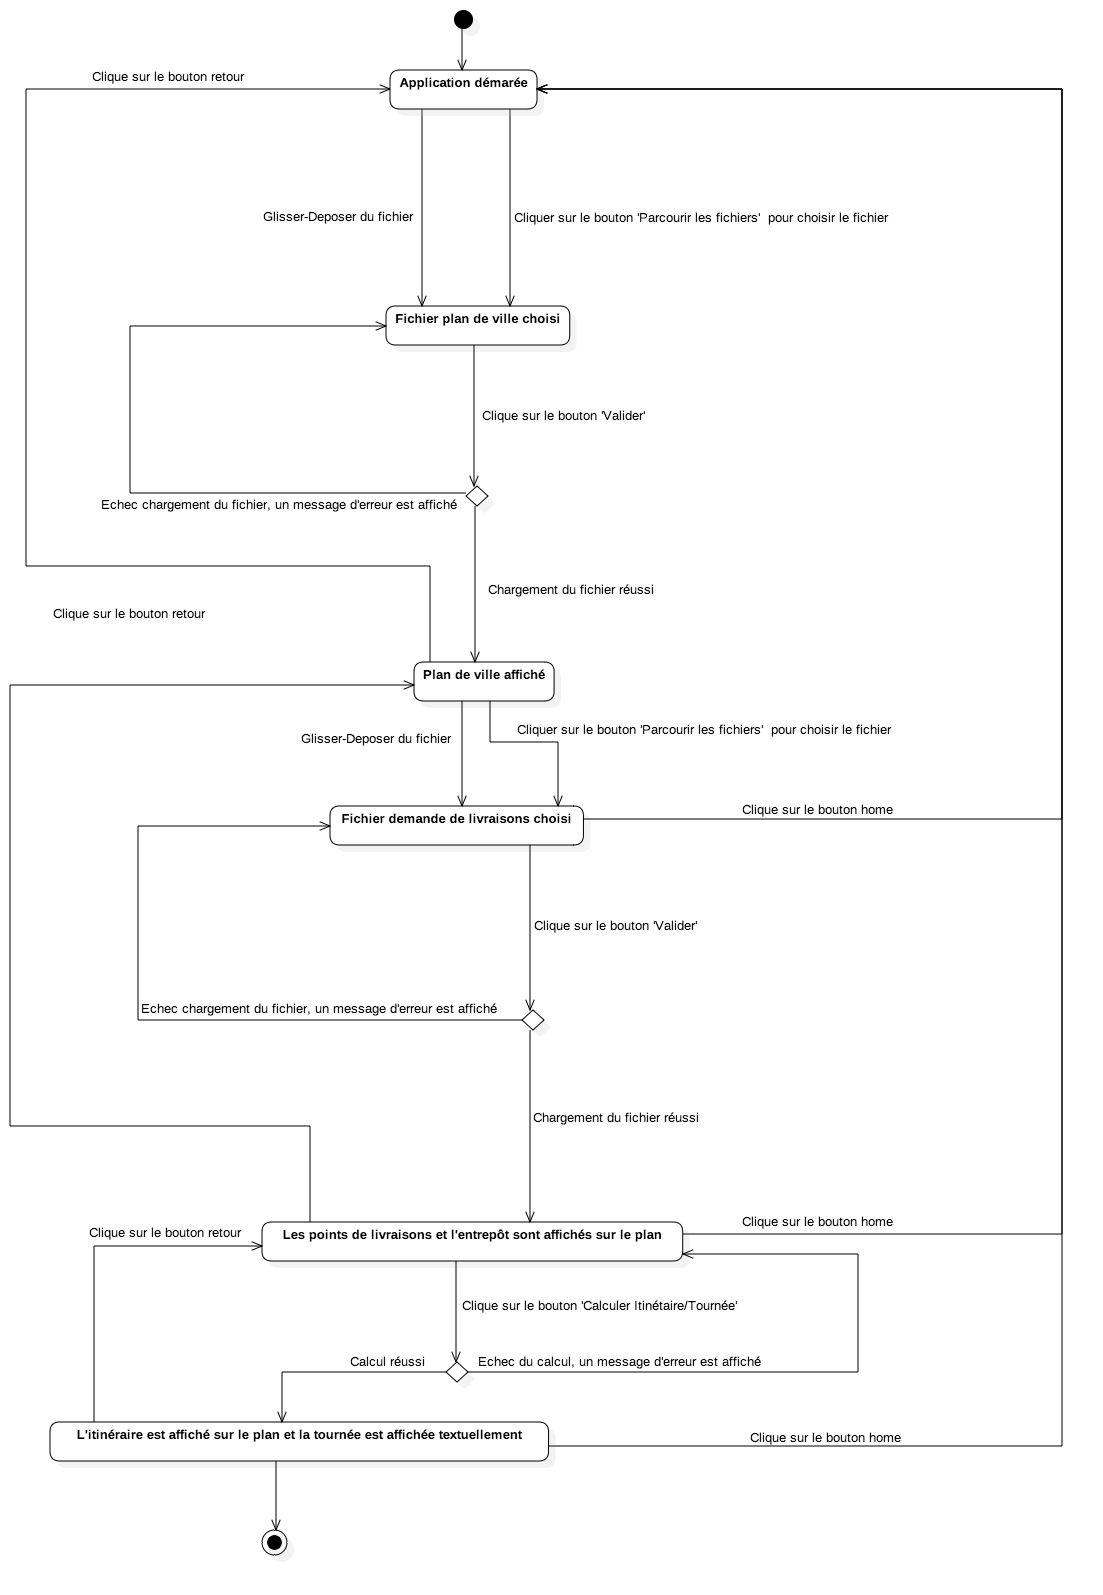 Clique sur le bouton retour
Application démarée
Glisser-Deposer du fichier
Cliquer sur le bouton 'Parcourir les fichiers'  pour choisir le fichier
Fichier plan de ville choisi
Clique sur le bouton 'Valider'
Echec chargement du fichier, un message d'erreur est affiché
Chargement du fichier réussi
Clique sur le bouton retour
Plan de ville affiché
Cliquer sur le bouton 'Parcourir les fichiers'  pour choisir le fichier
Glisser-Deposer du fichier
Clique sur le bouton home
Fichier demande de livraisons choisi
Clique sur le bouton 'Valider'
Echec chargement du fichier, un message d'erreur est affiché
Chargement du fichier réussi
Clique sur le bouton home
Clique sur le bouton retour
Les points de livraisons et l'entrepôt sont affichés sur le plan
Clique sur le bouton 'Calculer Itinétaire/Tournée'
Calcul réussi
Echec du calcul, un message d'erreur est affiché
L'itinéraire est affiché sur le plan et la tournée est affichée textuellement
Clique sur le bouton home